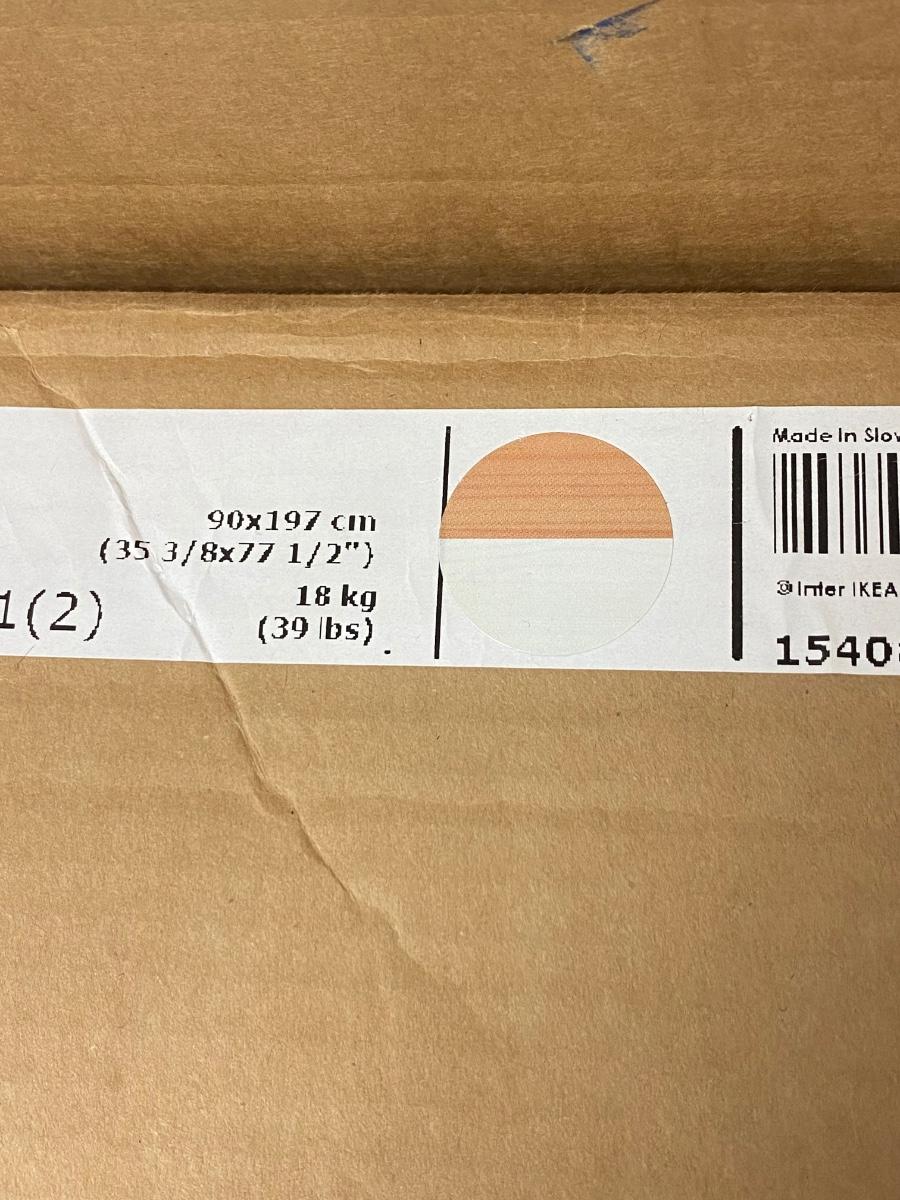 90x197 cm
(35 3/8x77 1/2")
1(2)
18 kg
(39 lbs)
Made in Slov
® Inter IKEA
1540